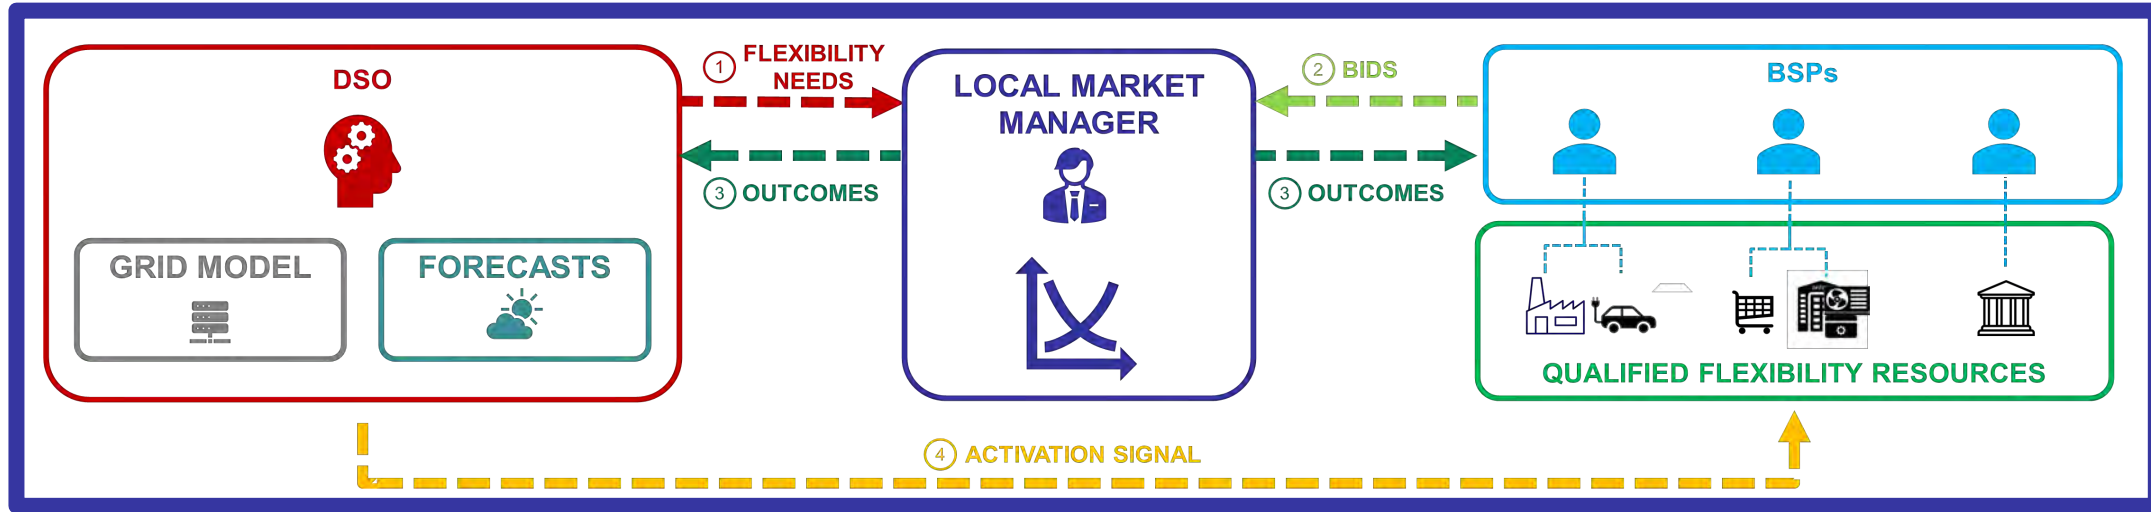 DSO
GRID MODEL
FORECASTS
1 FLEXIBILITY
NEEDS
3 OUTCOMES
LOCAL MARKET
MANAGER
2 BIDS
3 OUTCOMES
BSPs
QUALIFIED FLEXIBILITY RESOURCES
4 ACTIVATION SIGNAL